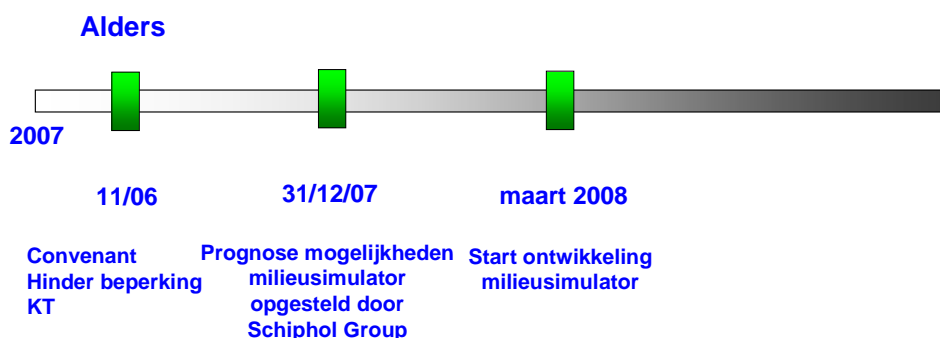 Alders
2007
11/06
31/12/07
maart 2008
Convenant
Hinder beperking
KT
Prognose mogelijkheden
milieusimulator
opgesteld door
Schiphol Group
Start ontwikkeling
milieusimulator